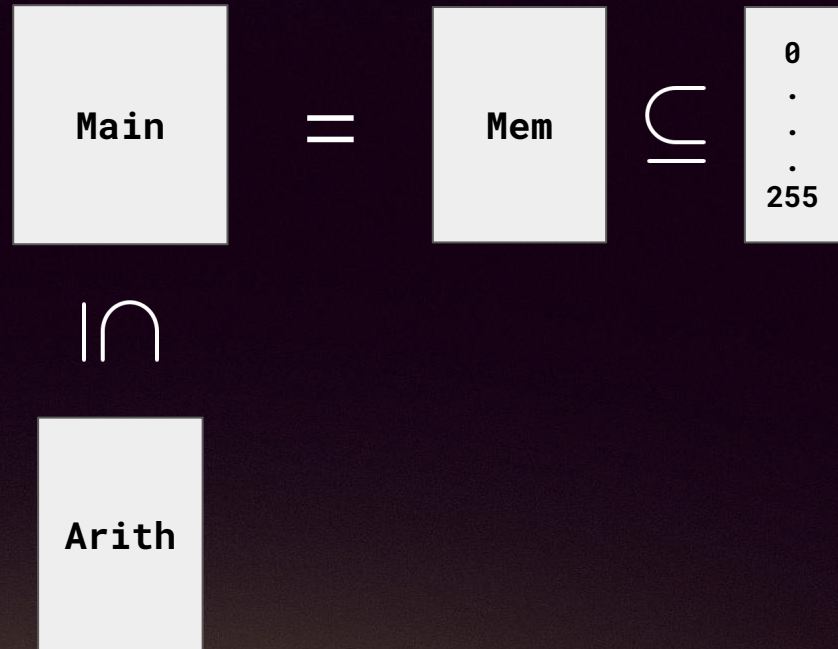 Main
=
Mem
⊆
0
.
.
.
255
⊆
Arith